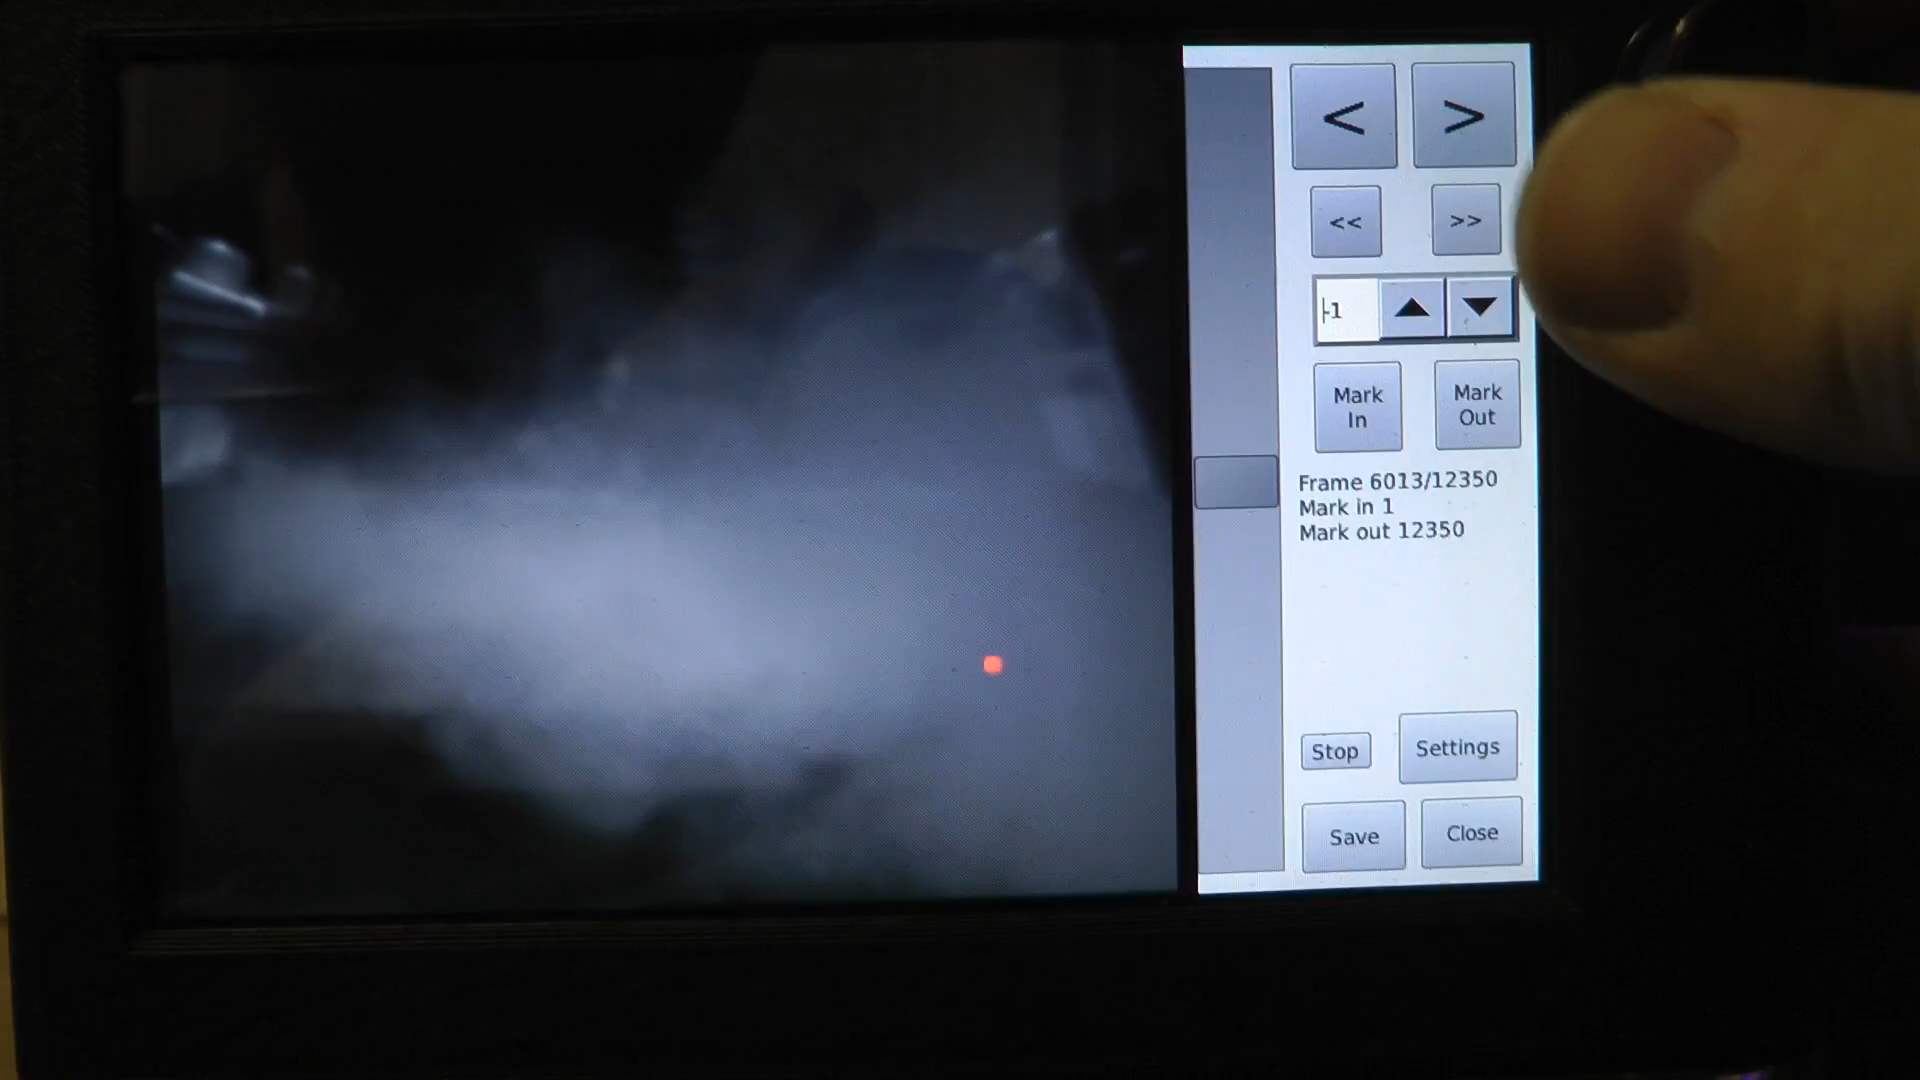 < >
<< >>
-1
Mark In
Mark Out
Frame 6013/12350
Mark in 1
Mark out 12350
Stop
Settings
Save
Close